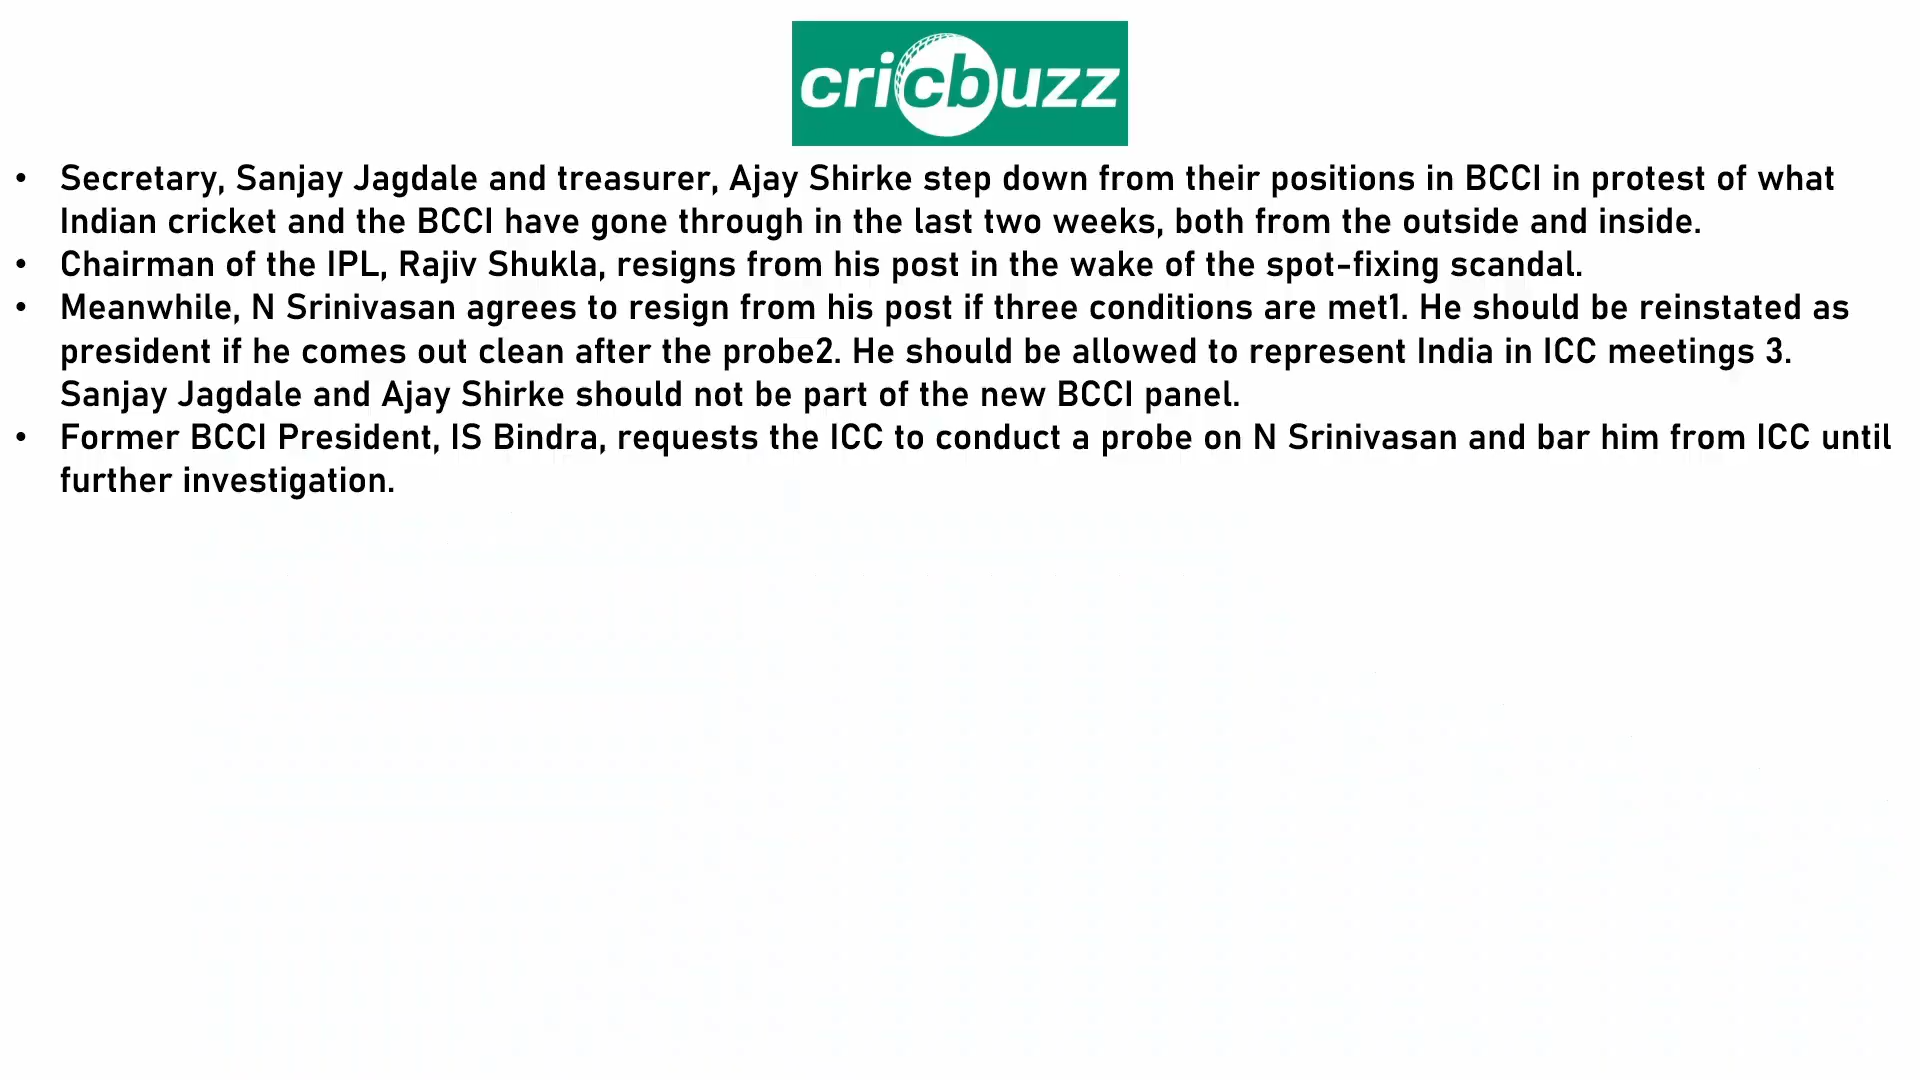 cricbuzz
• Secretary, Sanjay Jagdale and treasurer, Ajay Shirke step down from their positions in BCCI in protest of what
Indian cricket and the BCCI have gone through in the last two weeks, both from the outside and inside.
• Chairman of the IPL, Rajiv Shukla, resigns from his post in the wake of the spot-fixing scandal.
• Meanwhile, N Srinivasan agrees to resign from his post if three conditions are met1. He should be reinstated as
president if he comes out clean after the probe2. He should be allowed to represent India in ICC meetings 3.
Sanjay Jagdale and Ajay Shirke should not be part of the new BCCI panel.
• Former BCCI President, IS Bindra, requests the ICC to conduct a probe on N Srinivasan and bar him from ICC until
further investigation.